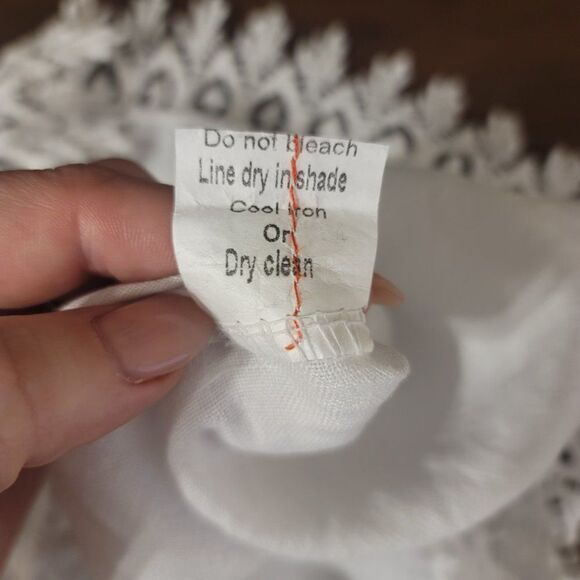 Do not bleach
Line dry in shade
Cool iron
Or
Dry clean